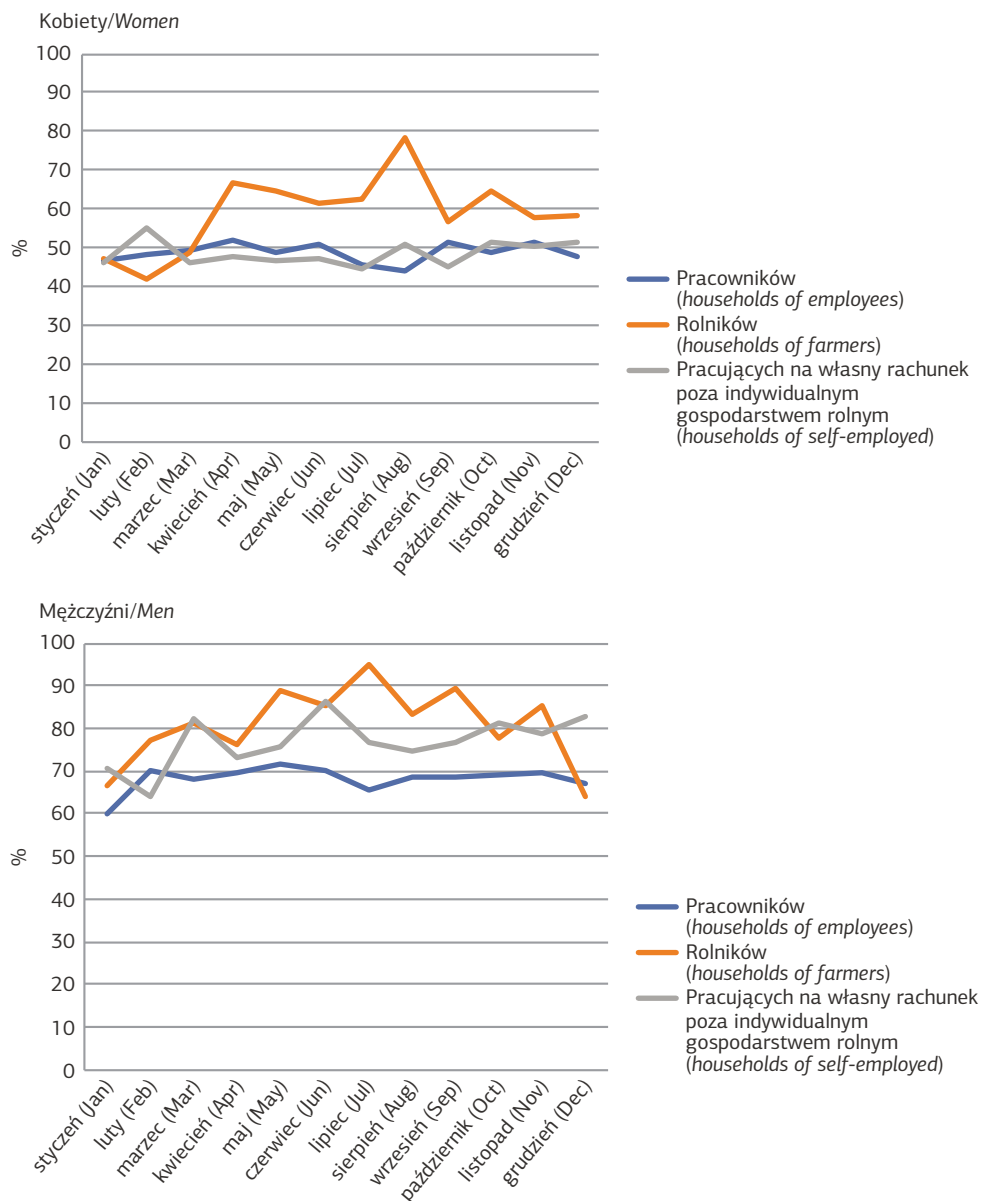 Kobiety/Women
100
90
80
70
60
50
40
30
20
10
0
%
styczeń (Jan)
luty (Feb)
marzec (Mar)
kwiecień (Apr)
maj (May)
czerwiec (Jun)
lipiec (Jul)
sierpień (Aug)
wrzesień (Sep)
październik (Oct)
listopad (Nov)
grudzień (Dec)
Pracowników
(households of employees)
Rolników
(households of farmers)
Pracujących na własny rachunek
poza indywidualnym
gospodarstwem rolnym
(households of self-employed)
Mężczyźni/Men
100
90
80
70
60
50
40
30
20
10
0
%
styczeń (Jan)
luty (Feb)
marzec (Mar)
kwiecień (Apr)
maj (May)
czerwiec (Jun)
lipiec (Jul)
sierpień (Aug)
wrzesień (Sep)
październik (Oct)
listopad (Nov)
grudzień (Dec)
Pracowników
(households of employees)
Rolników
(households of farmers)
Pracujących na własny rachunek
poza indywidualnym
gospodarstwem rolnym
(households of self-employed)